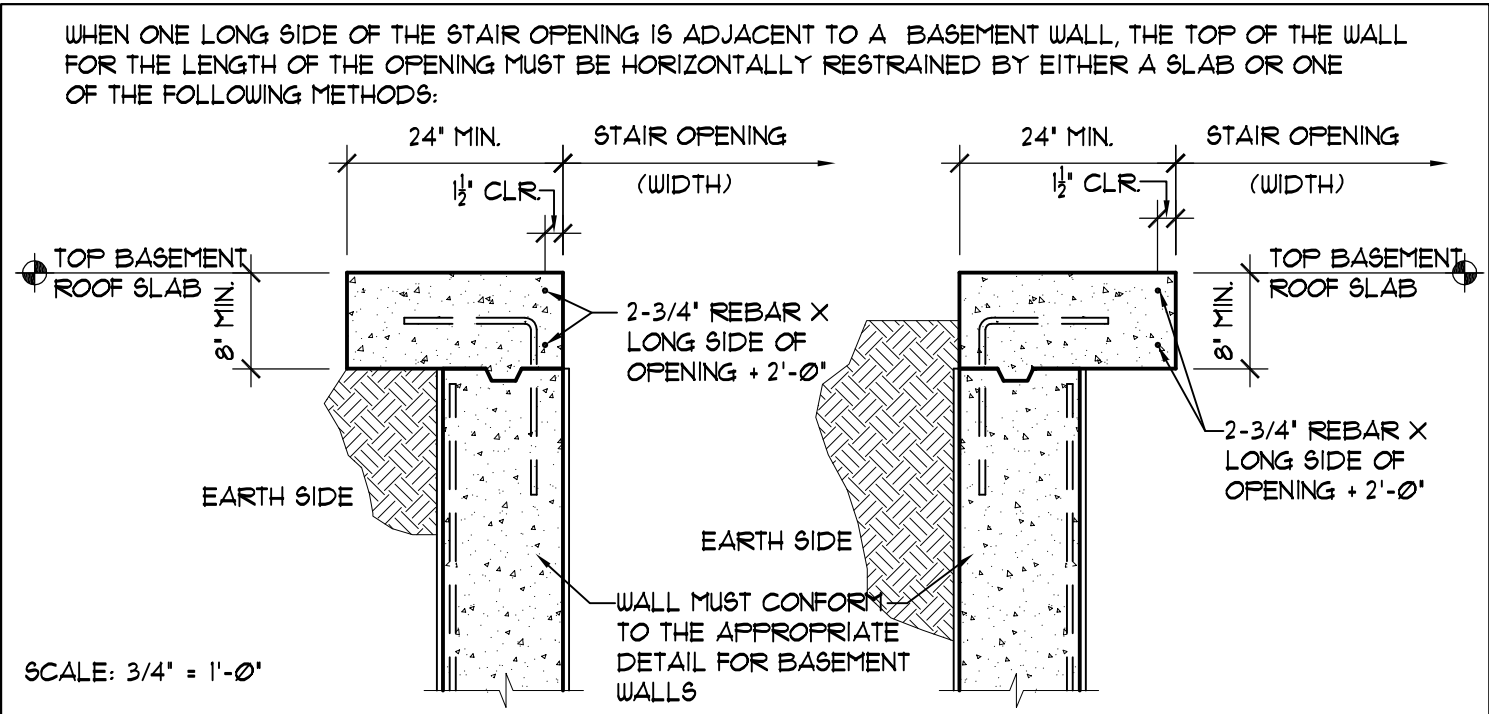 WHEN ONE LONG SIDE OF THE STAIR OPENING IS ADJACENT TO A BASEMENT WALL, THE TOP OF THE WALL
FOR THE LENGTH OF THE OPENING MUST BE HORIZONTALLY RESTRAINED BY EITHER A SLAB OR ONE
OF THE FOLLOWING METHODS:
24" MIN.
STAIR OPENING
(WIDTH)
1½" CLR.
TOP BASEMENT
ROOF SLAB
8" MIN.
2-3/4" REBAR X
LONG SIDE OF
OPENING + 2'-0"
EARTH SIDE
24" MIN.
STAIR OPENING
(WIDTH)
1½" CLR.
TOP BASEMENT
ROOF SLAB
8" MIN.
2-3/4" REBAR X
LONG SIDE OF
OPENING + 2'-0"
EARTH SIDE
WALL MUST CONFORM
TO THE APPROPRIATE
DETAIL FOR BASEMENT
WALLS
SCALE: 3/4" = 1'-0"